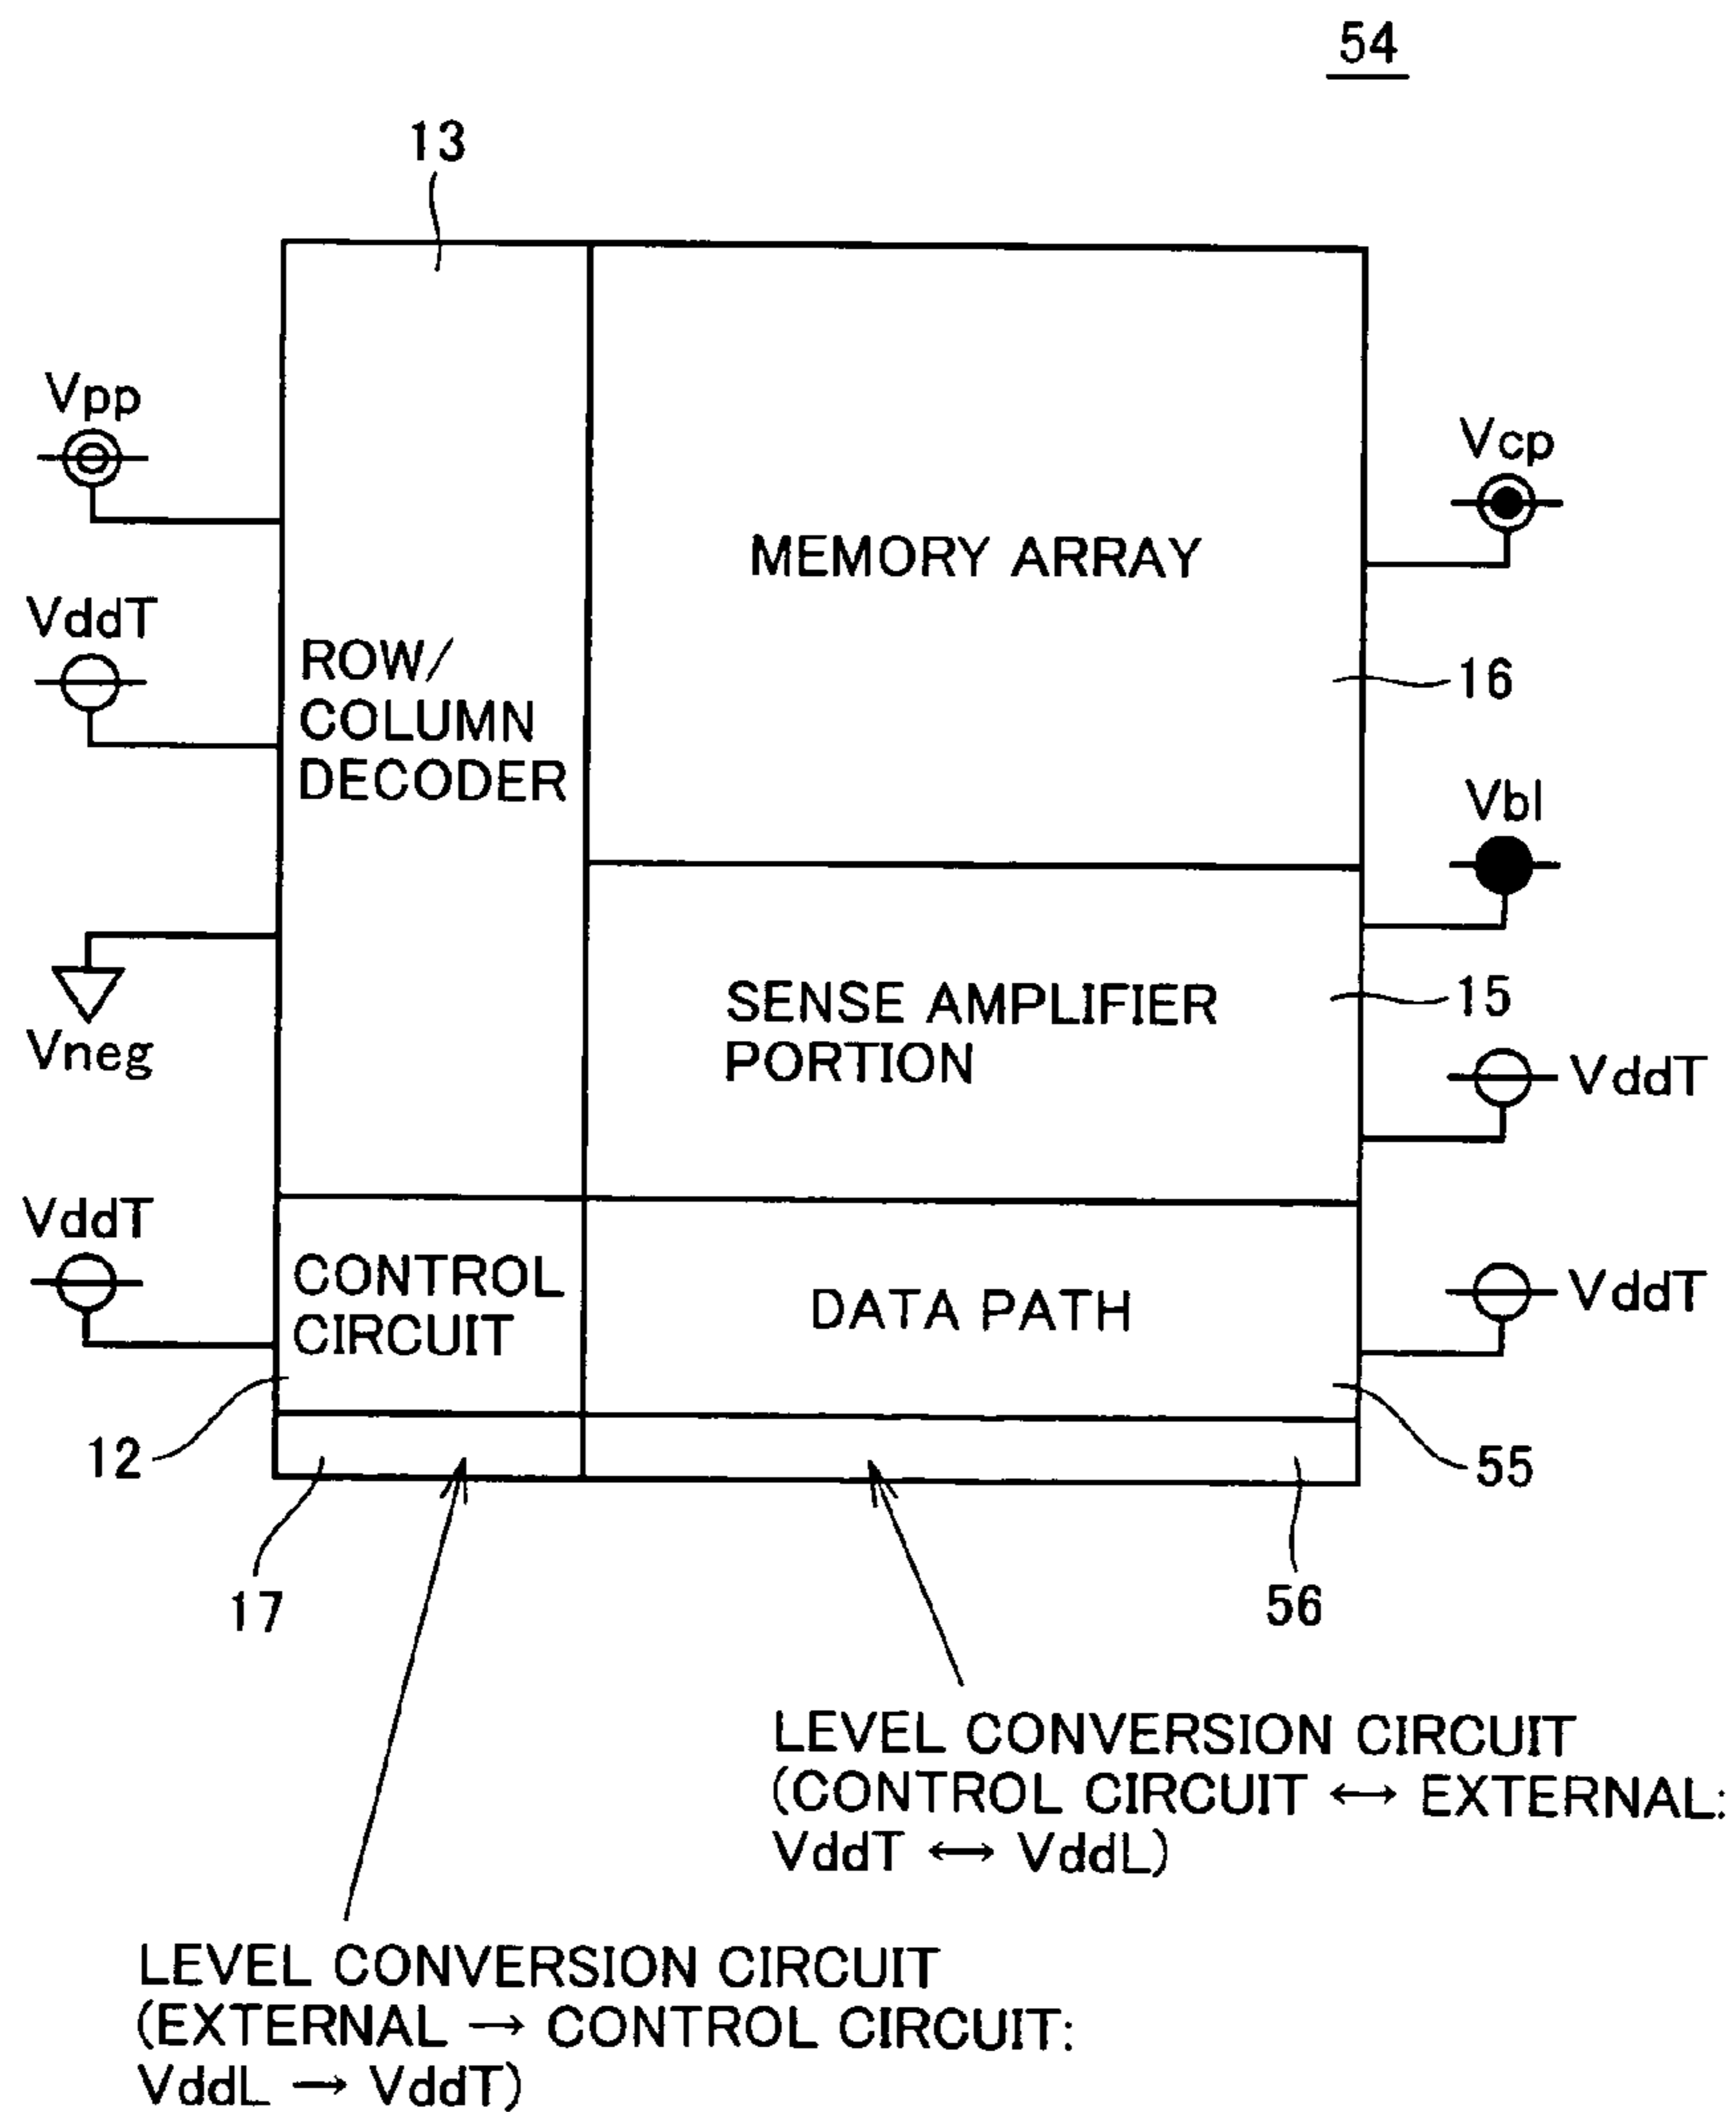 54
13
Vpp
Vcp
MEMORY ARRAY
VddT
ROW/
COLUMN
DECODER
16
Vbl
SENSE AMPLIFIER
PORTION
15
Vneg
VddT
VddT
CONTROL
CIRCUIT
DATA PATH
VddT
12
55
17
56
LEVEL CONVERSION CIRCUIT
(CONTROL CIRCUIT ↔ EXTERNAL:
VddT ↔ VddL)
LEVEL CONVERSION CIRCUIT
(EXTERNAL → CONTROL CIRCUIT:
VddL → VddT)